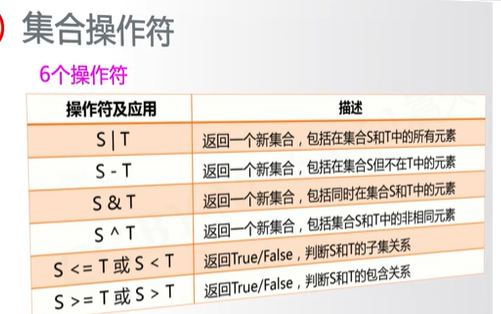 集合操作符
6个操作符
操作符及应用 描述
S | T 返回一个新集合，包括在集合S和T中的所有元素
S - T 返回一个新集合，包括在集合S但不在T中的元素
S & T 返回一个新集合，包括同时在集合S和T中的元素
S ^ T 返回一个新集合，包括集合S和T中的非相同元素
S <= T 或 S < T 返回True/False，判断S和T的子集关系
S >= T 或 S > T 返回True/False，判断S和T的包含关系